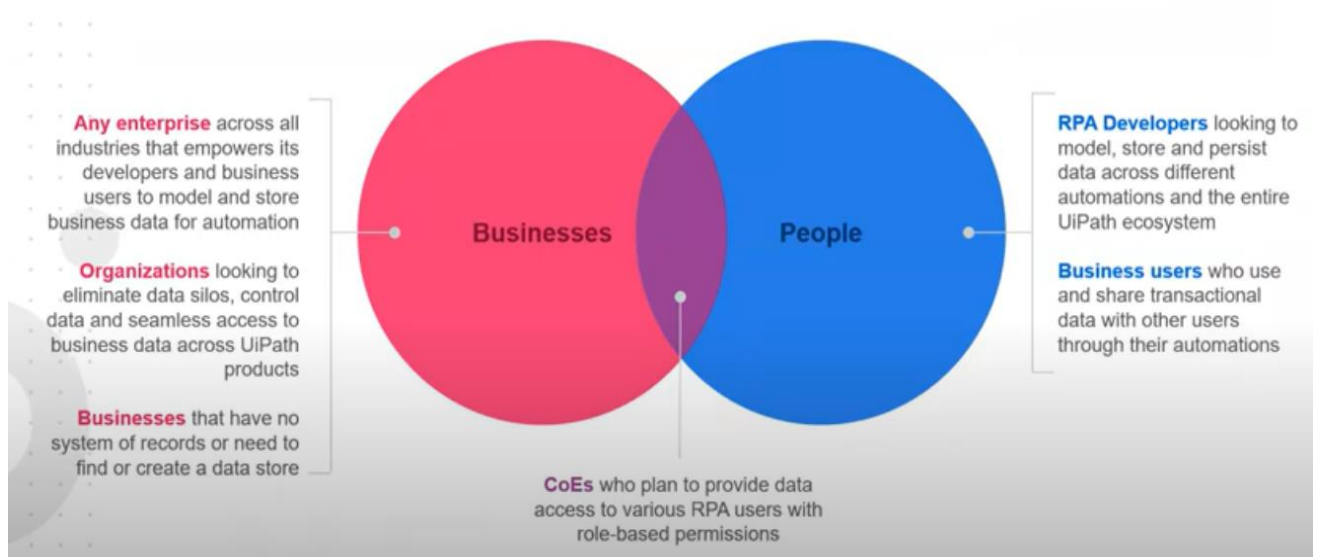 Any enterprise across all
industries that empowers its
developers and business
users to model and store
business data for automation
Organizations looking to
eliminate data silos, control
data and seamless access to
business data across UiPath
products
Businesses that have no
system of records or need to
find or create a data store
Businesses
People
CoEs who plan to provide data
access to various RPA users with
role-based permissions
RPA Developers looking to
model, store and persist
data across different
automations and the entire
UiPath ecosystem
Business users who use
and share transactional
data with other users
through their automations